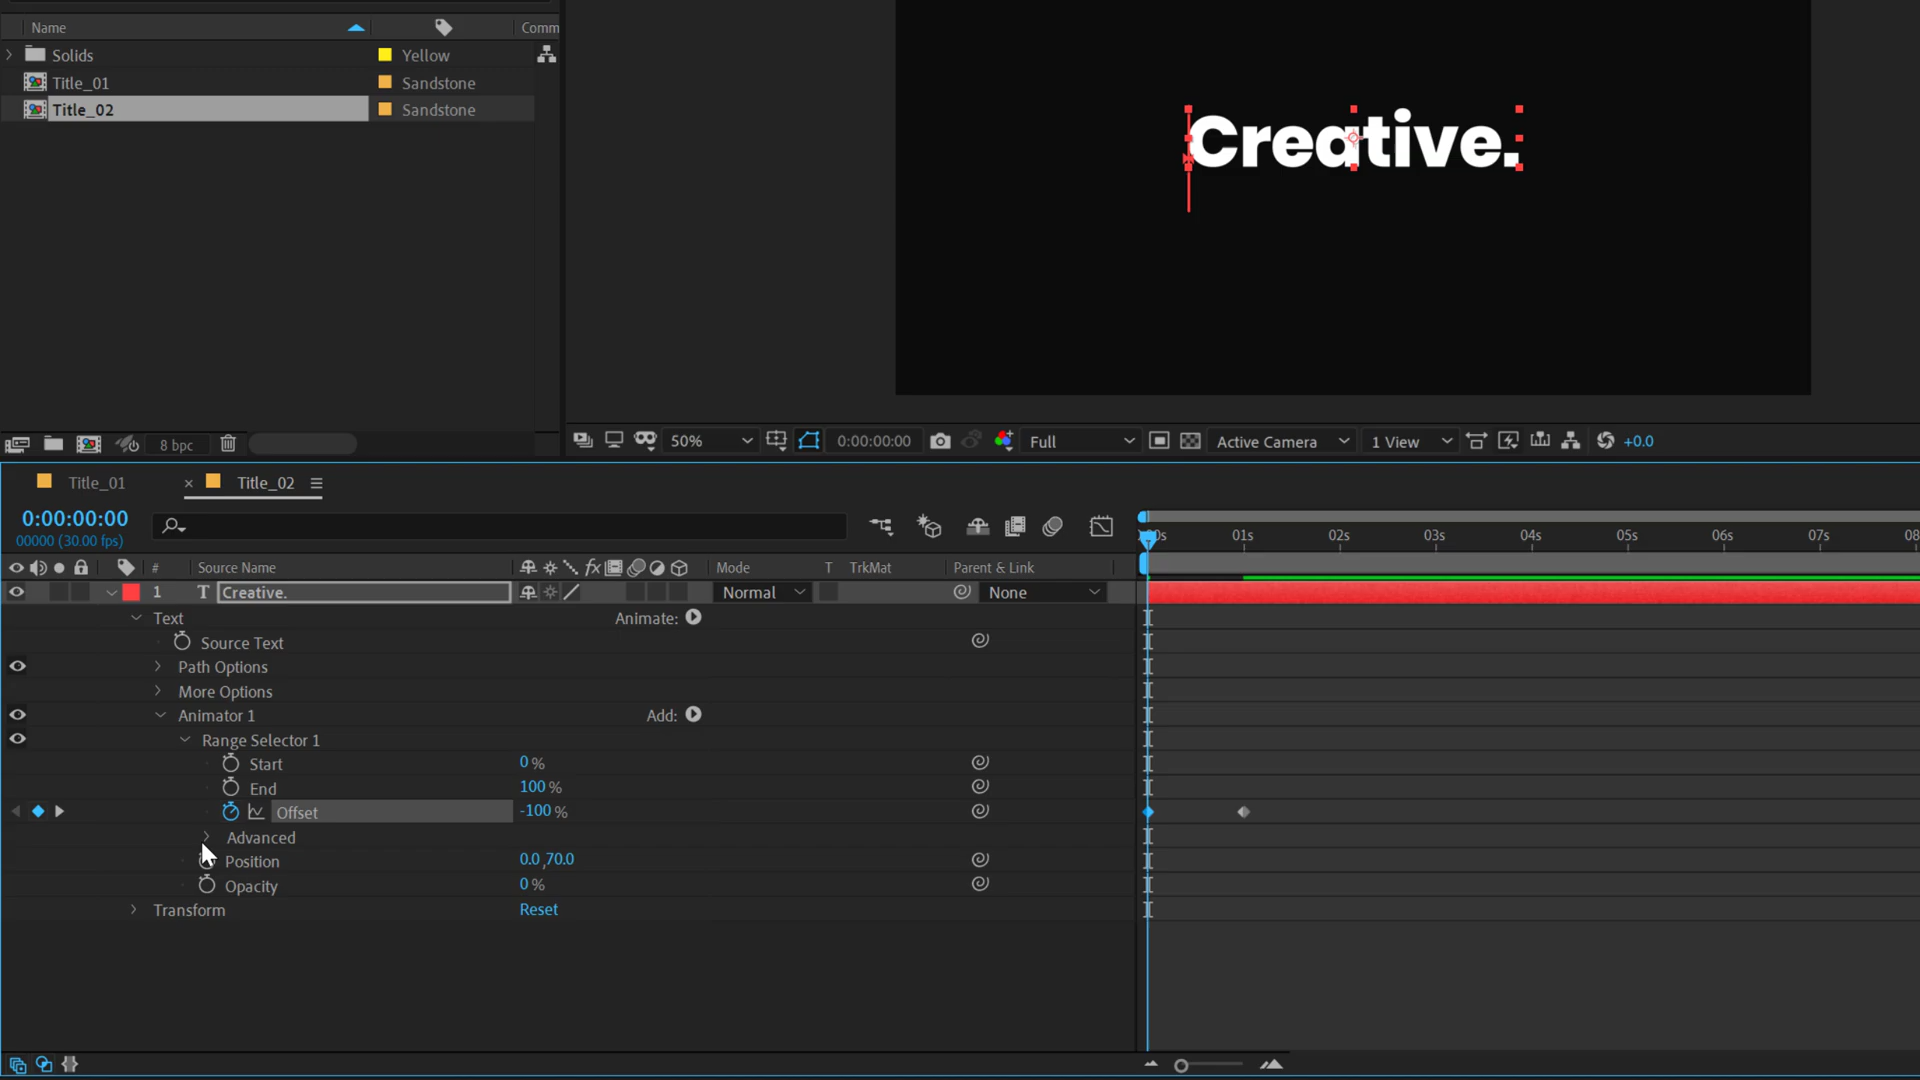 Name
Comm
Solids
Yellow
Title_01
Sandstone
Title_02
Sandstone
Creative.
8 bpc
50%
0:00:00:00
Full
Active Camera
1 View
+0.0
Title_01
× Title_02
0:00:00:00
00000 (30.00 fps)
00s 01s 02s 03s 04s 05s 06s 07s 08
# Source Name fx Mode T TrkMat Parent & Link
1 T Creative. Normal None
Text Animate:
Source Text
Path Options
More Options
Animator 1 Add:
Range Selector 1
Start 0 %
End 100 %
Offset -100 %
Advanced
Position 0.0 ,70.0
Opacity 0 %
Transform Reset